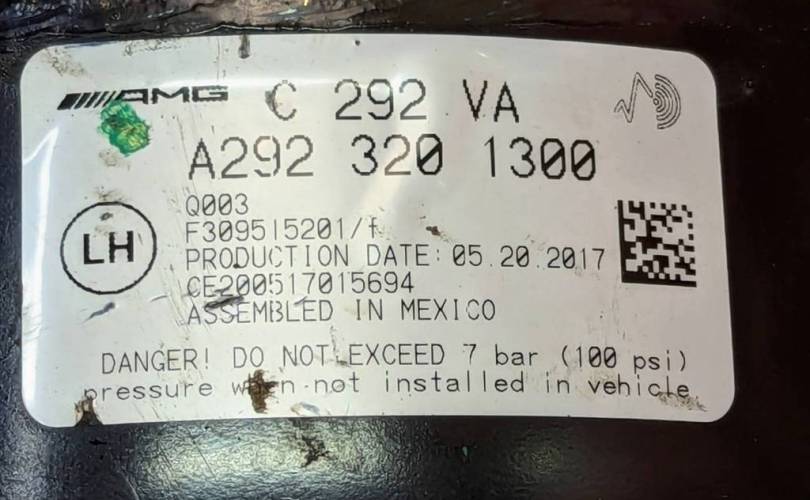 AMG C 292 VA
A292 320 1300
Q003
F309515201/f
LH
PRODUCTION DATE: 05.20.2017
CE200517015694
ASSEMBLED IN MEXICO
DANGER! DO NOT EXCEED 7 bar (100 psi)
pressure when not installed in vehicle